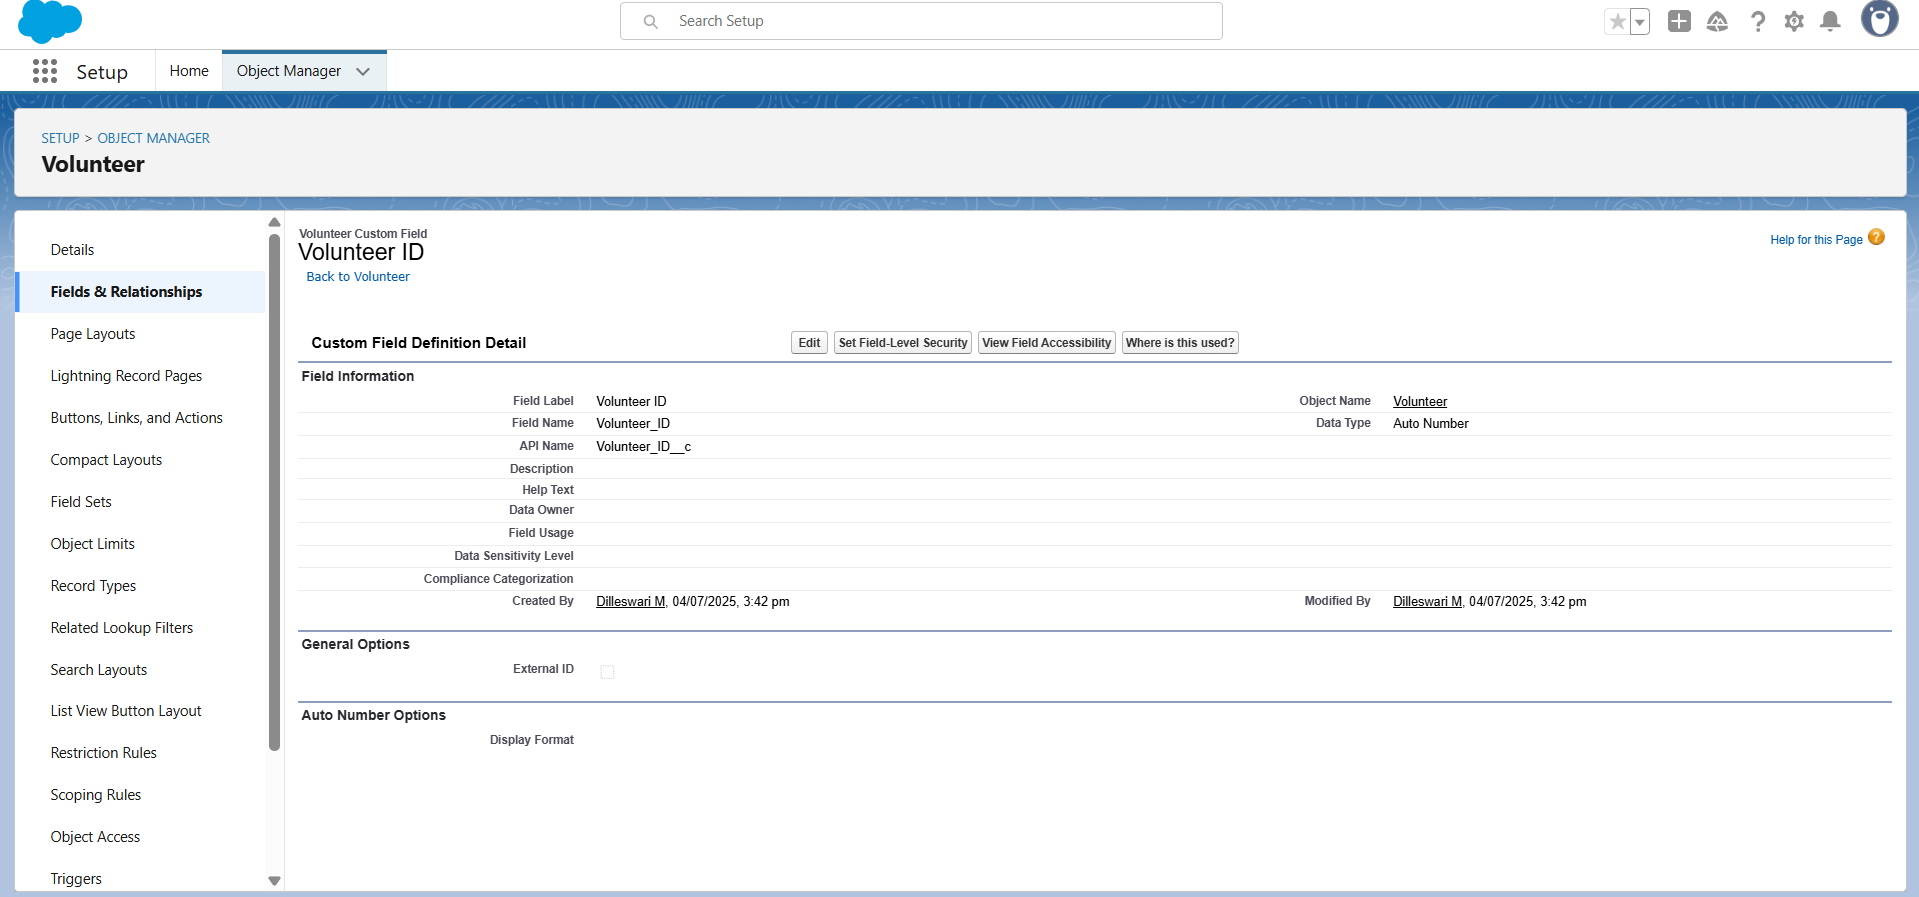 Search Setup
Setup
Home
Object Manager
SETUP > OBJECT MANAGER
Volunteer
Details
Fields & Relationships
Page Layouts
Lightning Record Pages
Buttons, Links, and Actions
Compact Layouts
Field Sets
Object Limits
Record Types
Related Lookup Filters
Search Layouts
List View Button Layout
Restriction Rules
Scoping Rules
Object Access
Triggers
Volunteer Custom Field
Volunteer ID
Back to Volunteer
Help for this Page ?
Custom Field Definition Detail
Edit
Set Field-Level Security
View Field Accessibility
Where is this used?
Field Information
Field Label Volunteer ID Object Name Volunteer
Field Name Volunteer_ID Data Type Auto Number
API Name Volunteer_ID__c
Description
Help Text
Data Owner
Field Usage
Data Sensitivity Level
Compliance Categorization
Created By Dilleswari M, 04/07/2025, 3:42 pm Modified By Dilleswari M, 04/07/2025, 3:42 pm
General Options
External ID
Auto Number Options
Display Format